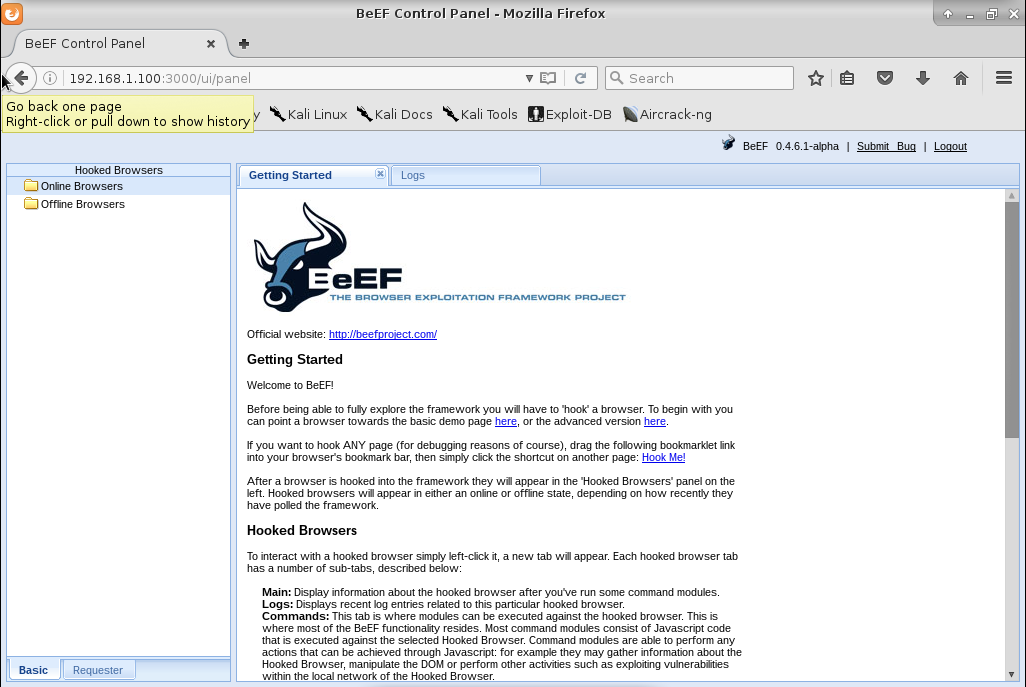 BeEF Control Panel - Mozilla Firefox
BeEF Control Panel
192.168.1.100:3000/ui/panel
Search
Go back one page
Right-click or pull down to show history
y
Kali Linux
Kali Docs
Kali Tools
Exploit-DB
Aircrack-ng
BeEF 0.4.6.1-alpha | Submit Bug | Logout
Hooked Browsers
Online Browsers
Offline Browsers
Getting Started
Logs
BeEF
THE BROWSER EXPLOITATION FRAMEWORK PROJECT
Official website: http://beefproject.com/
Getting Started
Welcome to BeEF!
Before being able to fully explore the framework you will have to 'hook' a browser. To begin with you
can point a browser towards the basic demo page here, or the advanced version here.
If you want to hook ANY page (for debugging reasons of course), drag the following bookmarklet link
into your browser's bookmark bar, then simply click the shortcut on another page: Hook Me!
After a browser is hooked into the framework they will appear in the 'Hooked Browsers' panel on the
left. Hooked browsers will appear in either an online or offline state, depending on how recently they
have polled the framework.
Hooked Browsers
To interact with a hooked browser simply left-click it, a new tab will appear. Each hooked browser tab
has a number of sub-tabs, described below:
Main: Display information about the hooked browser after you've run some command modules.
Logs: Displays recent log entries related to this particular hooked browser.
Commands: This tab is where modules can be executed against the hooked browser. This is
where most of the BeEF functionality resides. Most command modules consist of Javascript code
that is executed against the selected Hooked Browser. Command modules are able to perform any
actions that can be achieved through Javascript: for example they may gather information about the
Hooked Browser, manipulate the DOM or perform other activities such as exploiting vulnerabilities
within the local network of the Hooked Browser.
Basic
Requester